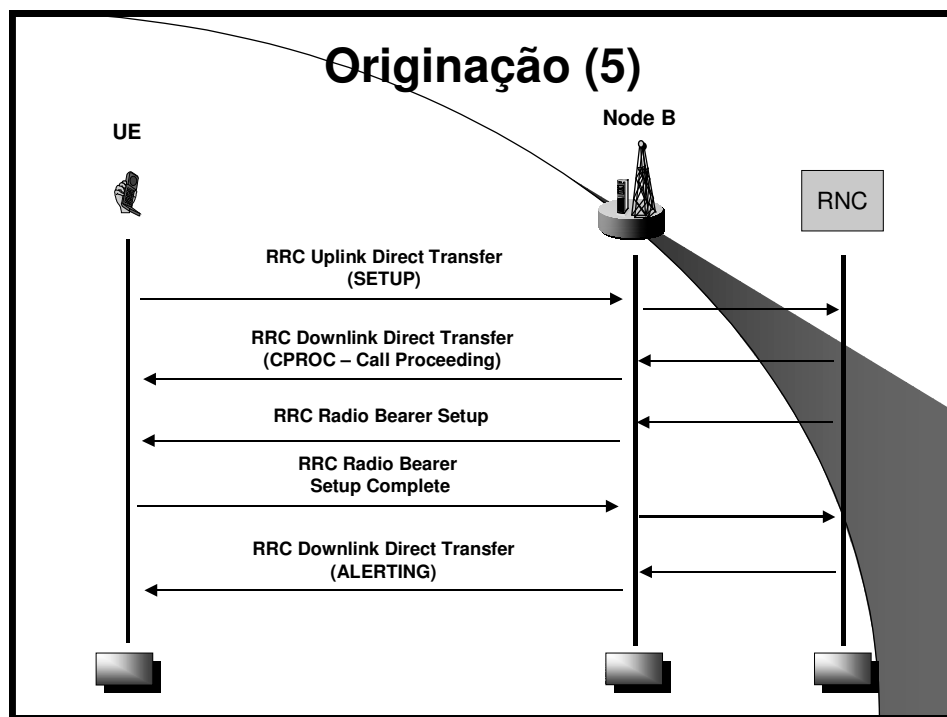 Originação (5)
Node B
UE
RNC
RRC Uplink Direct Transfer
(SETUP)
RRC Downlink Direct Transfer
(CPROC – Call Proceeding)
RRC Radio Bearer Setup
RRC Radio Bearer
Setup Complete
RRC Downlink Direct Transfer
(ALERTING)